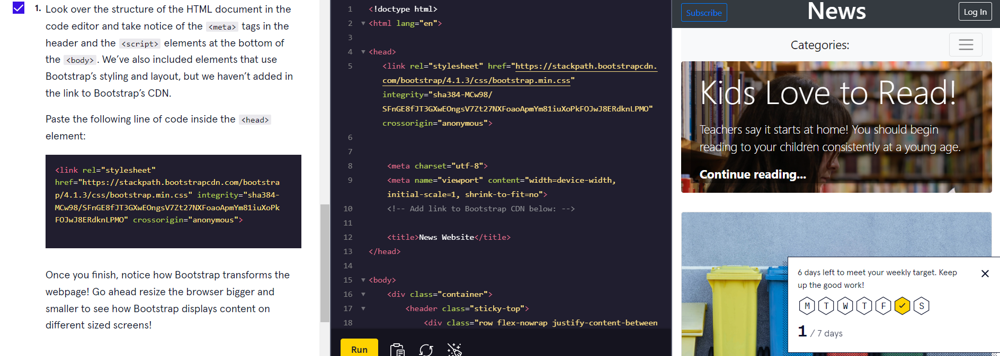 1. Look over the structure of the HTML document in the
code editor and take notice of the <meta> tags in the
header and the <script> elements at the bottom of
the <body>. We’ve also included elements that use
Bootstrap’s styling and layout, but we haven’t added in
the link to Bootstrap’s CDN.
Paste the following line of code inside the <head>
element:
<link rel="stylesheet"
href="https://stackpath.bootstrapcdn.com/bootstra
p/4.1.3/css/bootstrap.min.css" integrity="sha384-
MCw98/SFnGE8fJT3GXwEOngsV7Zt27NXFoaoApmYm81iuXoPk
FOJwJ8ERdknLPMO" crossorigin="anonymous">
Once you finish, notice how Bootstrap transforms the
webpage! Go ahead resize the browser bigger and
smaller to see how Bootstrap displays content on
different sized screens!
1 <!doctype html>
2 <html lang="en">
3
4 <head>
5 <link rel="stylesheet" href="https://stackpath.bootstrapcdn.
com/bootstrap/4.1.3/css/bootstrap.min.css"
integrity="sha384-MCw98/
SFnGE8fJT3GXwEOngsV7Zt27NXFoaoApmYm81iuXoPkFOJwJ8ERdknLPMO"
crossorigin="anonymous">
6
7
8 <meta charset="utf-8">
9 <meta name="viewport" content="width=device-width,
initial-scale=1, shrink-to-fit=no">
10 <!-- Add link to Bootstrap CDN below: -->
11
12 <title>News Website</title>
13 </head>
14
15 <body>
16 <div class="container">
17 <header class="sticky-top">
18 <div class="row flex-nowrap justify-content-between
Run
Subscribe News Log In
Categories:
Kids Love to Read!
Teachers say it starts at home! You should begin
reading to your children consistently at a young age.
Continue reading...
6 days left to meet your weekly target. Keep
up the good work!
M T W T F S
1 / 7 days